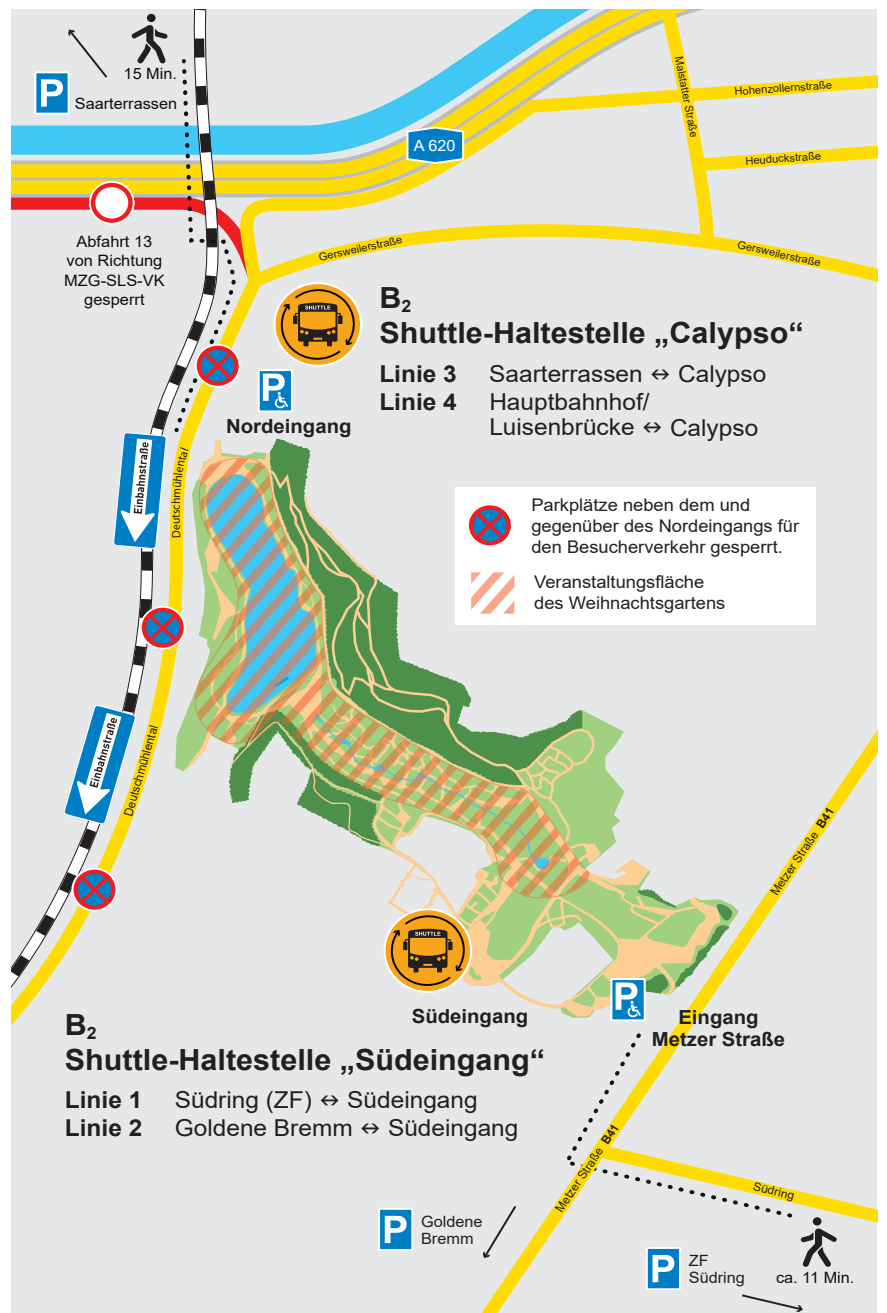 15 Min.
P Saarterrassen
A 620
Malstatter Straße
Hohenzollernstraße
Heuduckstraße
Gersweilerstraße
Gersweilerstraße
Abfahrt 13
von Richtung
MZG-SLS-VK
gesperrt
SHUTTLE
B₂
Shuttle-Haltestelle „Calypso“
Linie 3 Saarterrassen ↔ Calypso
Linie 4 Hauptbahnhof/
Luisenbrücke ↔ Calypso
P
Nordeingang
Einbahnstraße
Deutschmühlental
Parkplätze neben dem und
gegenüber des Nordeingangs für
den Besucherverkehr gesperrt.
Veranstaltungsfläche
des Weihnachtsgartens
Einbahnstraße
Deutschmühlental
Metzer Straße B41
SHUTTLE
Südeingang
P
Eingang
Metzer Straße
B₂
Shuttle-Haltestelle „Südeingang“
Linie 1 Südring (ZF) ↔ Südeingang
Linie 2 Goldene Bremm ↔ Südeingang
Metzer Straße B41
Südring
P Goldene
Bremm
P ZF
Südring
ca. 11 Min.